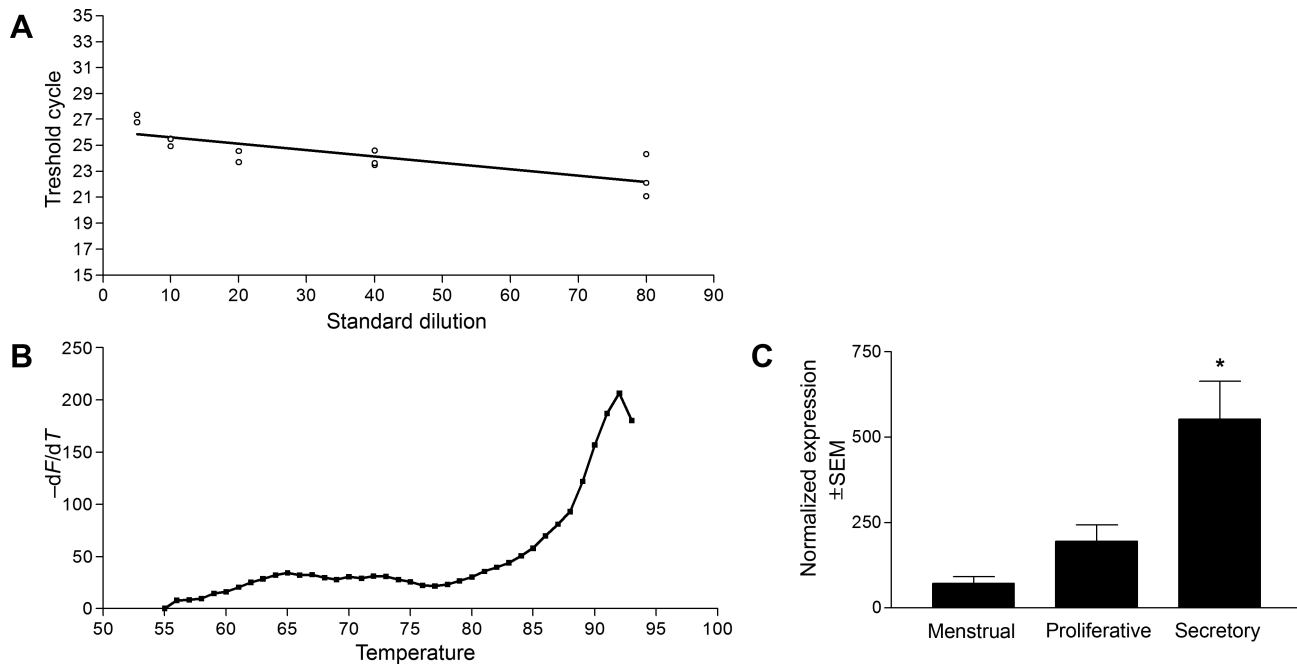 A
Treshold cycle
35
33
31
29
27
25
23
21
19
17
15
0 10 20 30 40 50 60 70 80 90
Standard dilution
B
–dF/dT
250
200
150
100
50
0
50 55 60 65 70 75 80 85 90 95 100
Temperature
C
Normalized expression
±SEM
750
500
250
0
*
Menstrual Proliferative Secretory